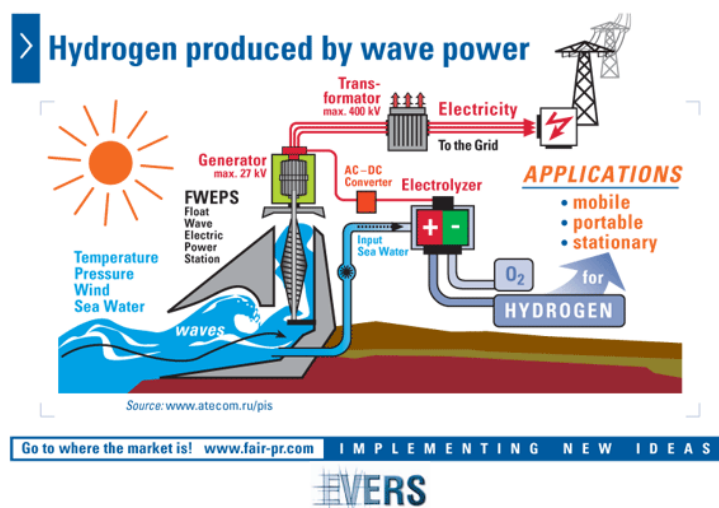 Hydrogen produced by wave power
Trans-
formator
max. 400 kV
Electricity
To the Grid
Generator
max. 27 kV
AC–DC
Converter
Electrolyzer
FWEPS
Float
Wave
Electric
Power
Station
APPLICATIONS
• mobile
• portable
• stationary
+ -
Input
Sea Water
Temperature
Pressure
Wind
Sea Water
O₂
for
HYDROGEN
waves
Source: www.atecom.ru/pis
Go to where the market is! www.fair-pr.com
IMPLEMENTING NEW IDEAS
EVERS